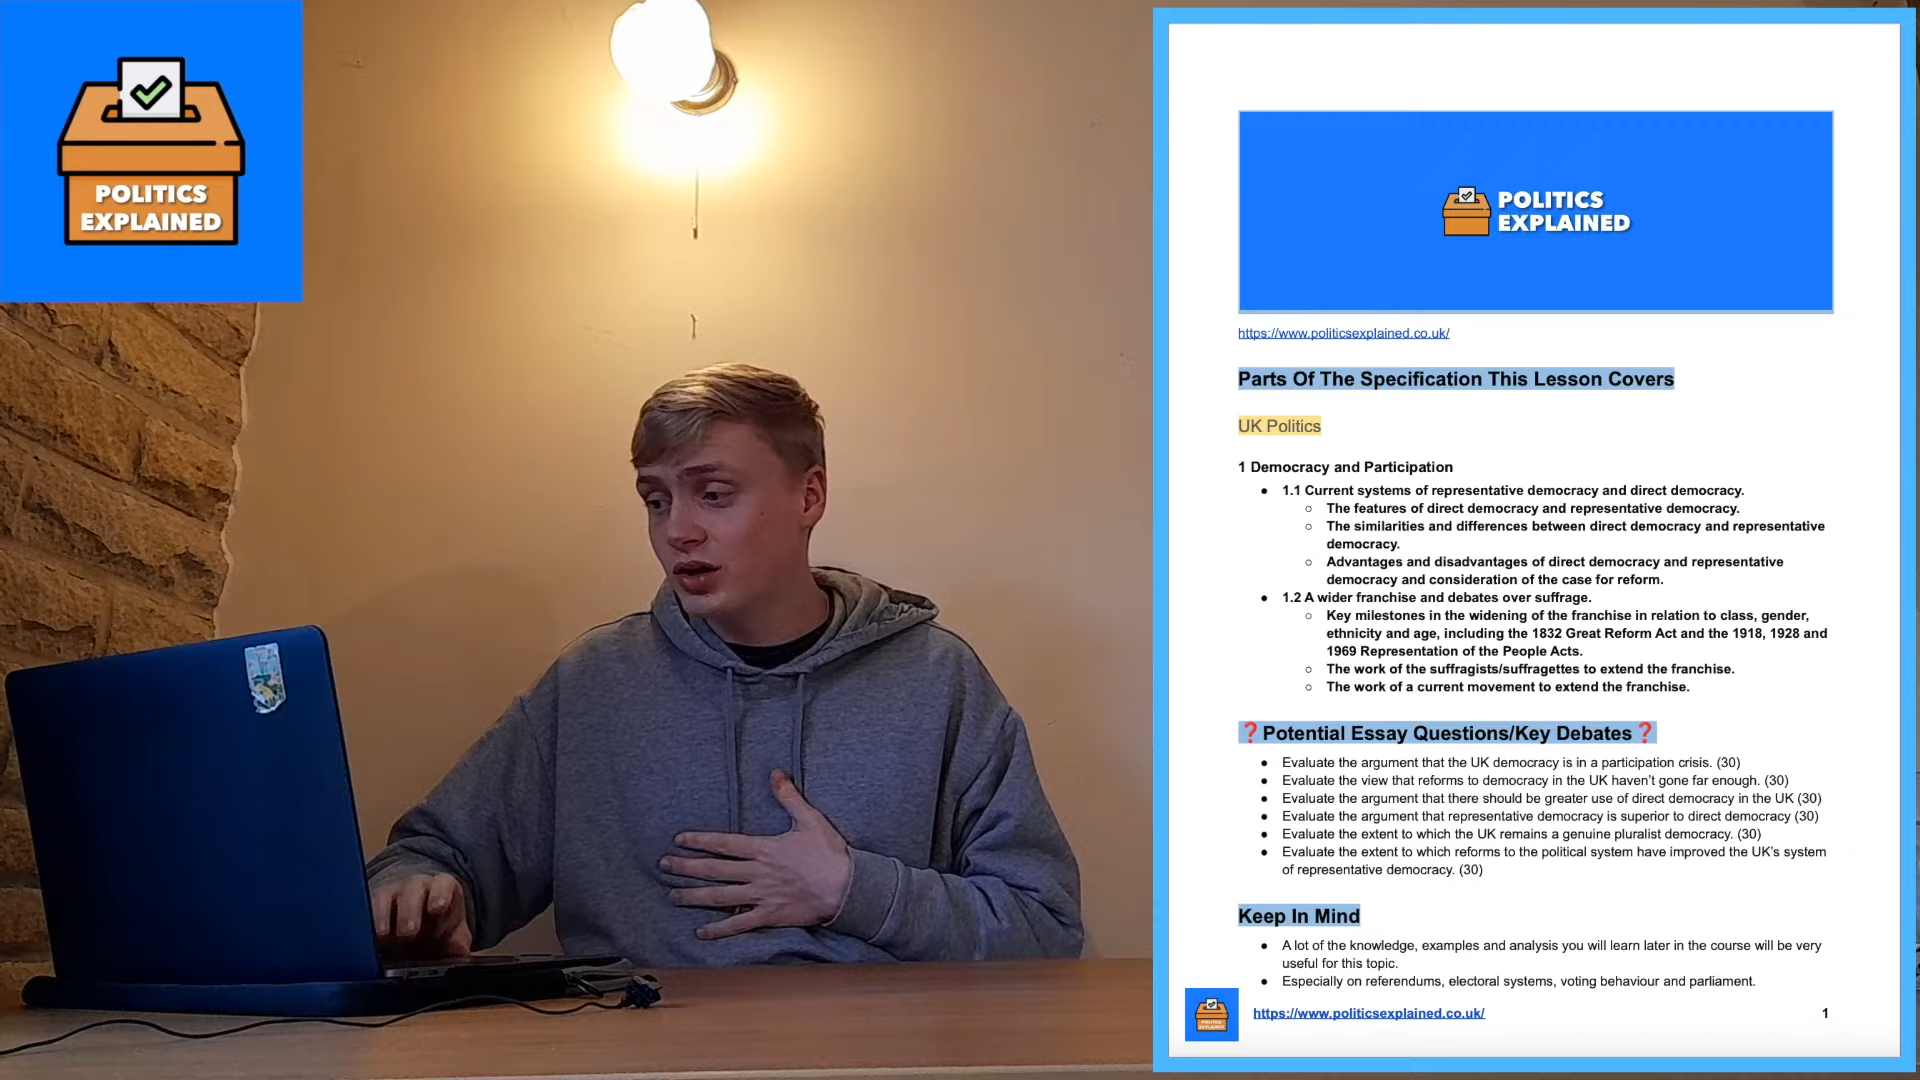 POLITICS
EXPLAINED
POLITICS
EXPLAINED
https://www.politicsexplained.co.uk/
Parts Of The Specification This Lesson Covers
UK Politics
1 Democracy and Participation
● 1.1 Current systems of representative democracy and direct democracy.
○ The features of direct democracy and representative democracy.
○ The similarities and differences between direct democracy and representative
democracy.
○ Advantages and disadvantages of direct democracy and representative
democracy and consideration of the case for reform.
● 1.2 A wider franchise and debates over suffrage.
○ Key milestones in the widening of the franchise in relation to class, gender,
ethnicity and age, including the 1832 Great Reform Act and the 1918, 1928 and
1969 Representation of the People Acts.
○ The work of the suffragists/suffragettes to extend the franchise.
○ The work of a current movement to extend the franchise.
❓Potential Essay Questions/Key Debates❓
● Evaluate the argument that the UK democracy is in a participation crisis. (30)
● Evaluate the view that reforms to democracy in the UK haven't gone far enough. (30)
● Evaluate the argument that there should be greater use of direct democracy in the UK (30)
● Evaluate the argument that representative democracy is superior to direct democracy (30)
● Evaluate the extent to which the UK remains a genuine pluralist democracy. (30)
● Evaluate the extent to which reforms to the political system have improved the UK's system
of representative democracy. (30)
Keep In Mind
● A lot of the knowledge, examples and analysis you will learn later in the course will be very
useful for this topic.
● Especially on referendums, electoral systems, voting behaviour and parliament.
POLITICS
EXPLAINED
https://www.politicsexplained.co.uk/
1